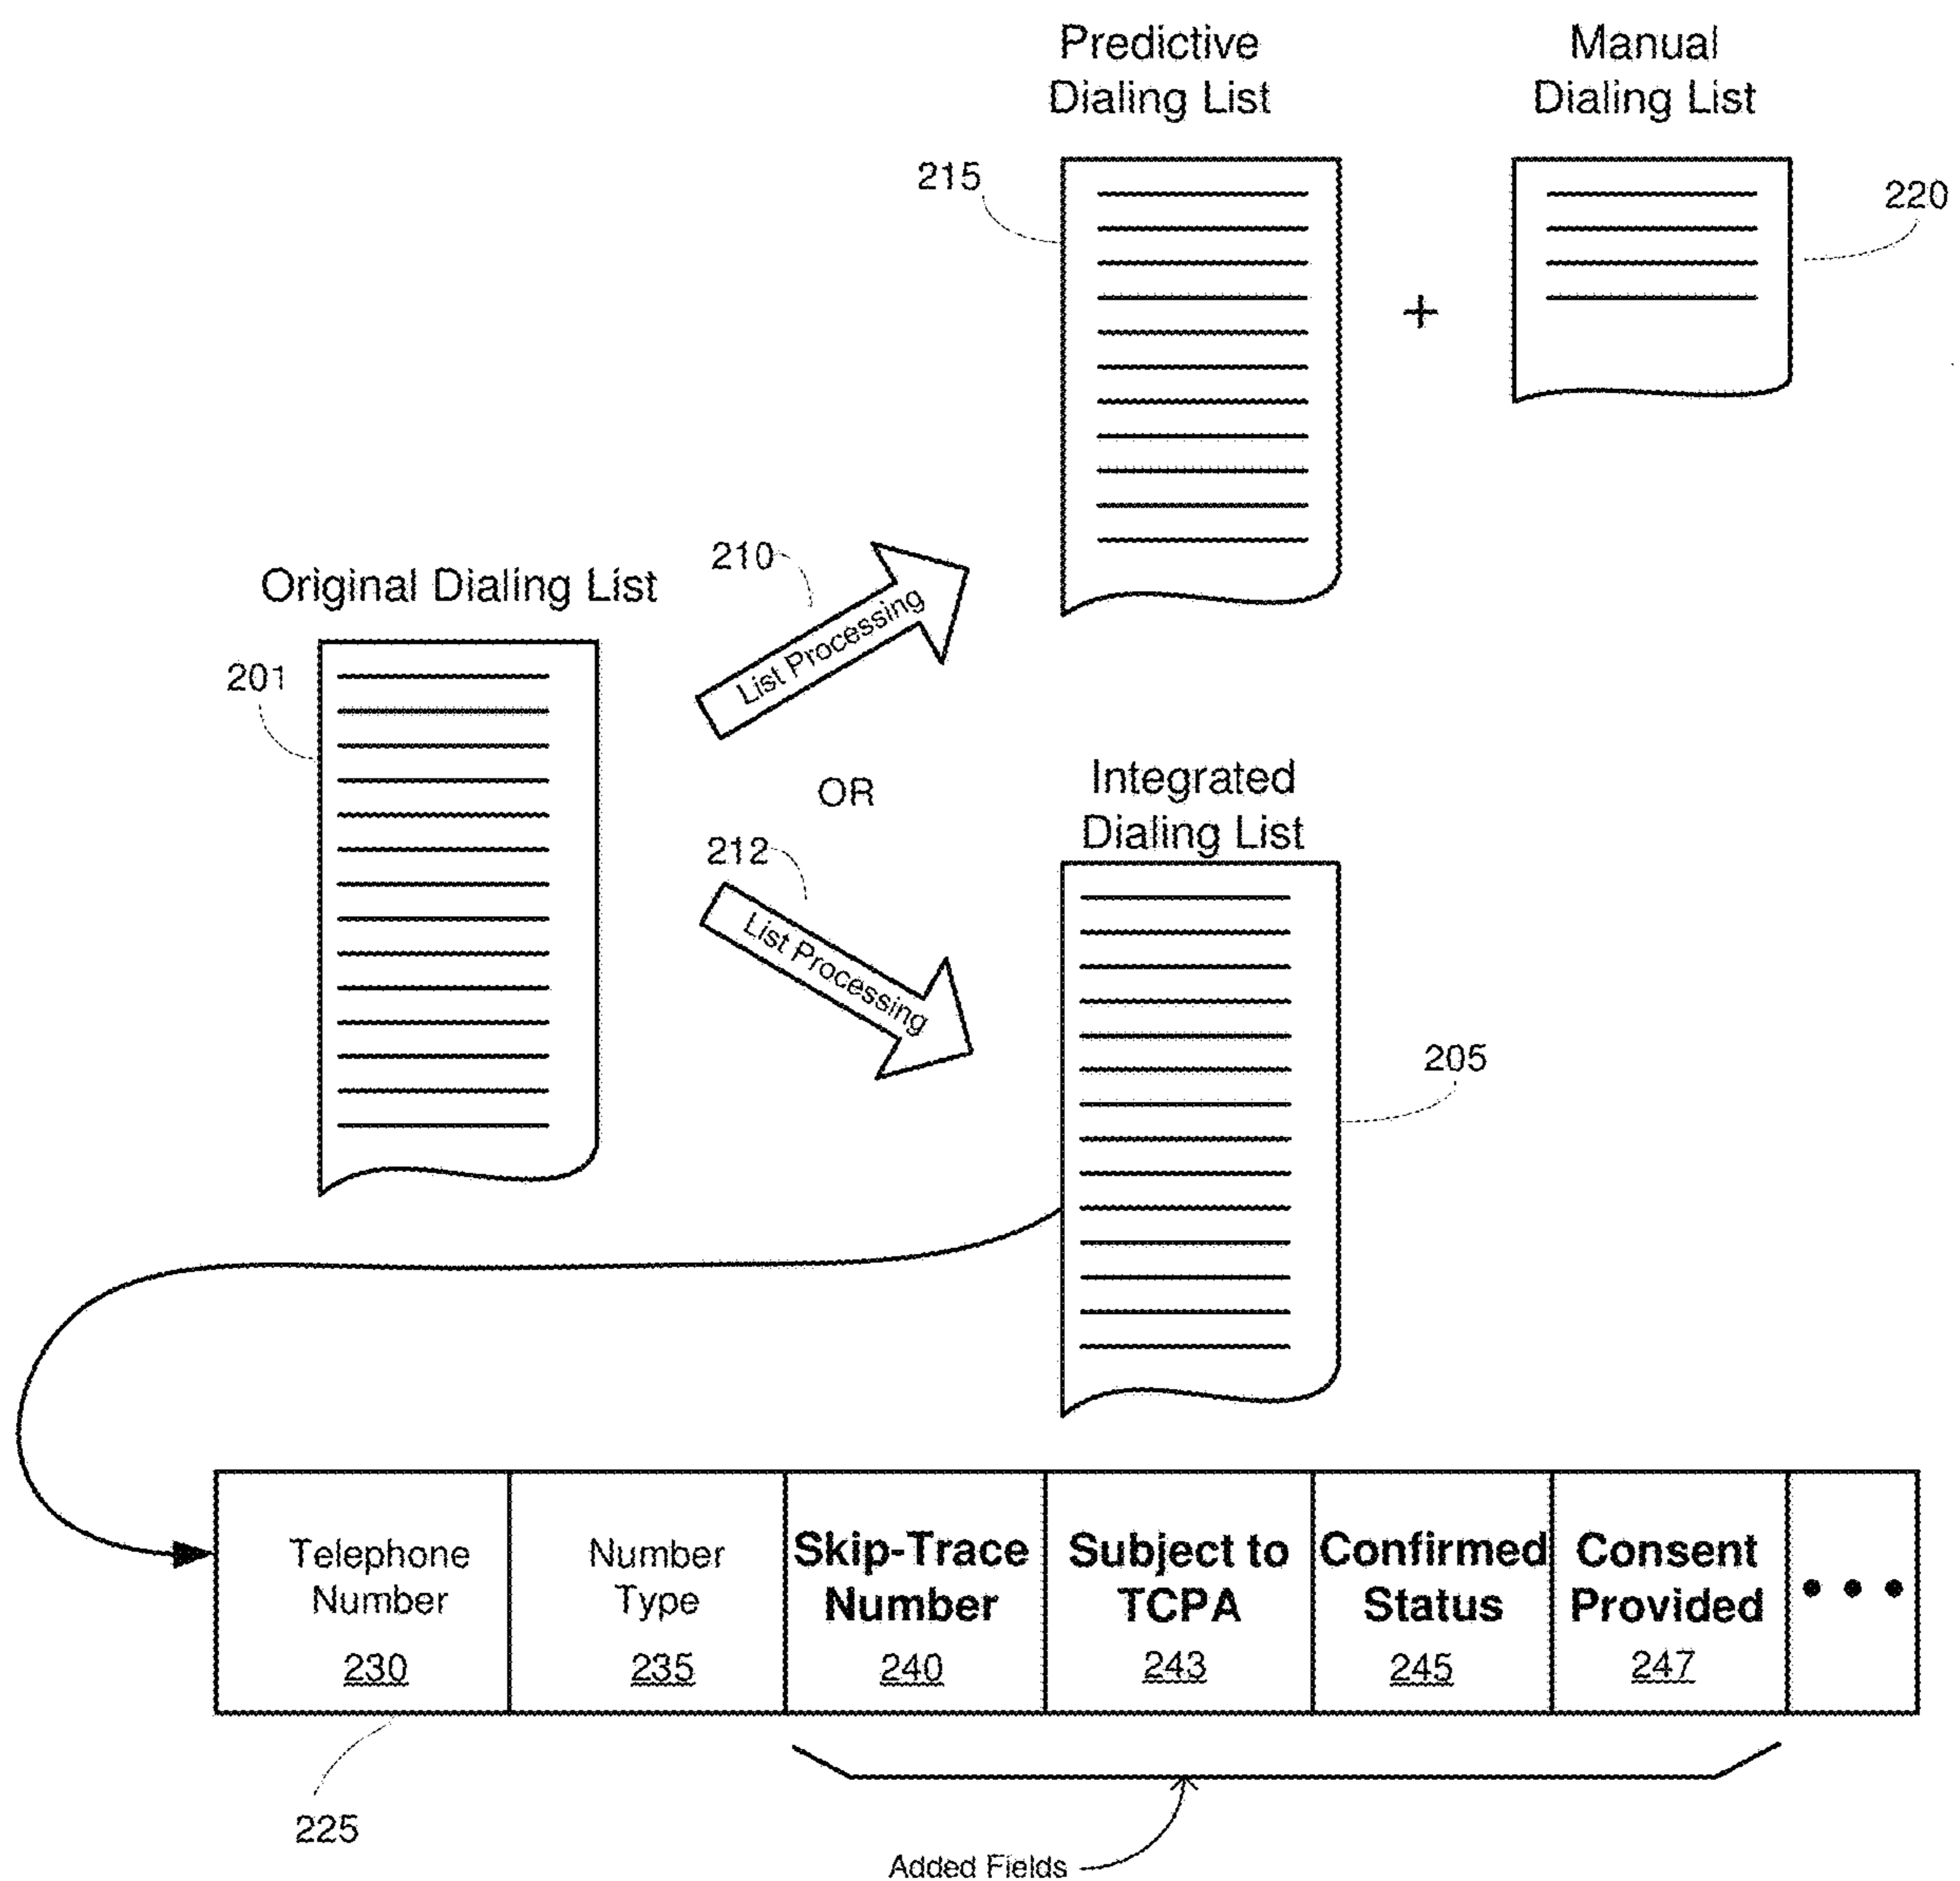 Predictive
Dialing List
Manual
Dialing List
215
220
+
210
Original Dialing List
List Processing
201
OR
Integrated
Dialing List
212
List Processing
205
Telephone
Number
230
Number
Type
235
Skip-Trace
Number
240
Subject to
TCPA
243
Confirmed
Status
245
Consent
Provided
247
• • •
225
Added Fields